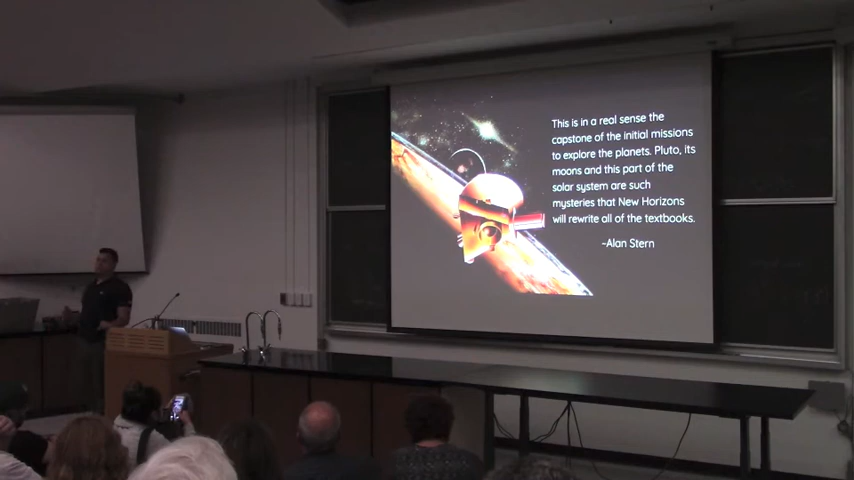 This is in a real sense the
capstone of the initial missions
to explore the planets. Pluto, its
moons and this part of the
solar system are such
mysteries that New Horizons
will rewrite all of the textbooks.
~Alan Stern